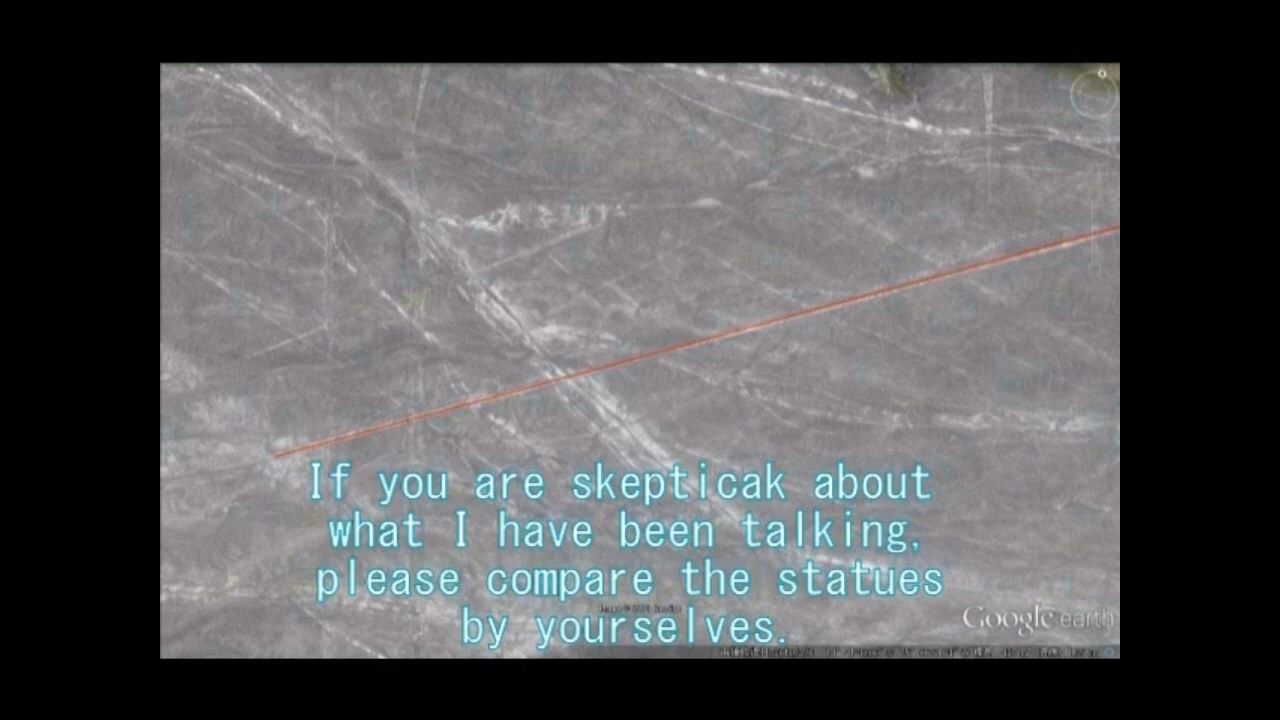 If you are skepticak about
what I have been talking,
please compare the statues
by yourselves.
Google earth